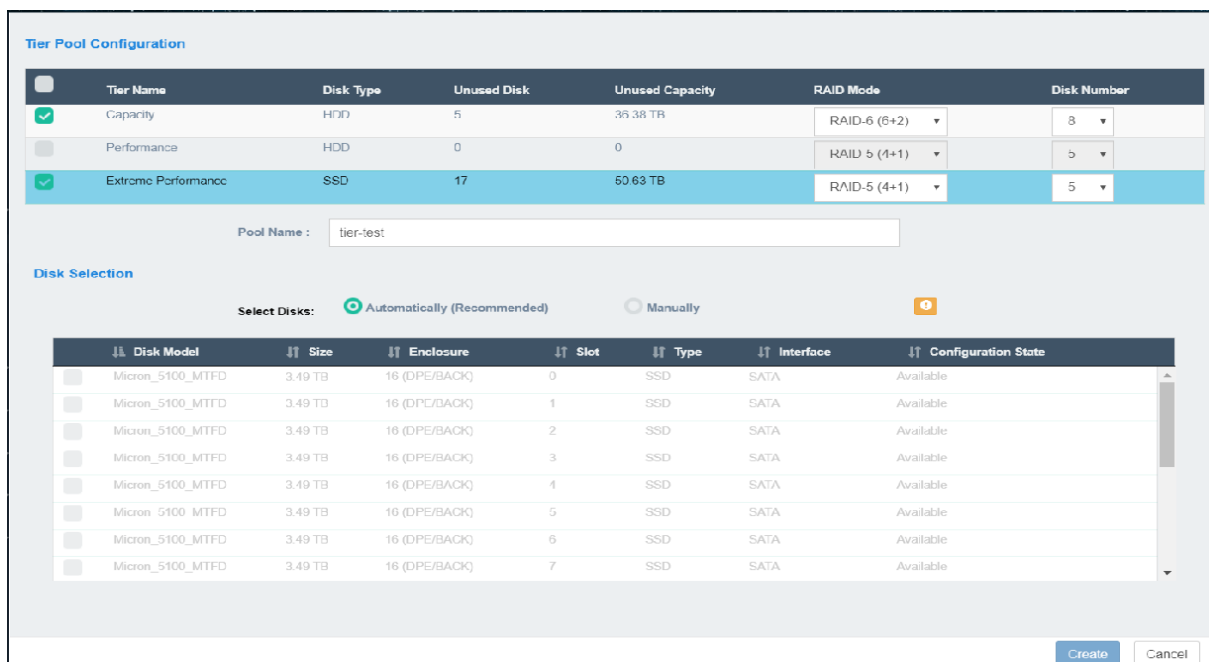 Tier Pool Configuration
Tier Name Disk Type Unused Disk Unused Capacity RAID Mode Disk Number
Capacity HDD 5 36.38 TB RAID-6 (6+2) 8
Performance HDD 0 0 RAID 5 (4+1) 5
Extreme Performance SSD 17 50.63 TB RAID-5 (4+1) 5
Pool Name : tier-test
Disk Selection
Select Disks: Automatically (Recommended) Manually
Disk Model Size Enclosure Slot Type Interface Configuration State
Micron_5100_MTFD 3.49 TB 16 (DPE/BACK) 0 SSD SATA Available
Micron_5100_MTFD 3.49 TB 16 (DPE/BACK) 1 SSD SATA Available
Micron_5100_MTFD 3.49 TB 16 (DPE/BACK) 2 SSD SATA Available
Micron_5100_MTFD 3.49 TB 16 (DPE/BACK) 3 SSD SATA Available
Micron_5100_MTFD 3.49 TB 16 (DPE/BACK) 4 SSD SATA Available
Micron_5100_MTFD 3.49 TB 16 (DPE/BACK) 5 SSD SATA Available
Micron_5100_MTFD 3.49 TB 16 (DPE/BACK) 6 SSD SATA Available
Micron_5100_MTFD 3.49 TB 16 (DPE/BACK) 7 SSD SATA Available
Create Cancel